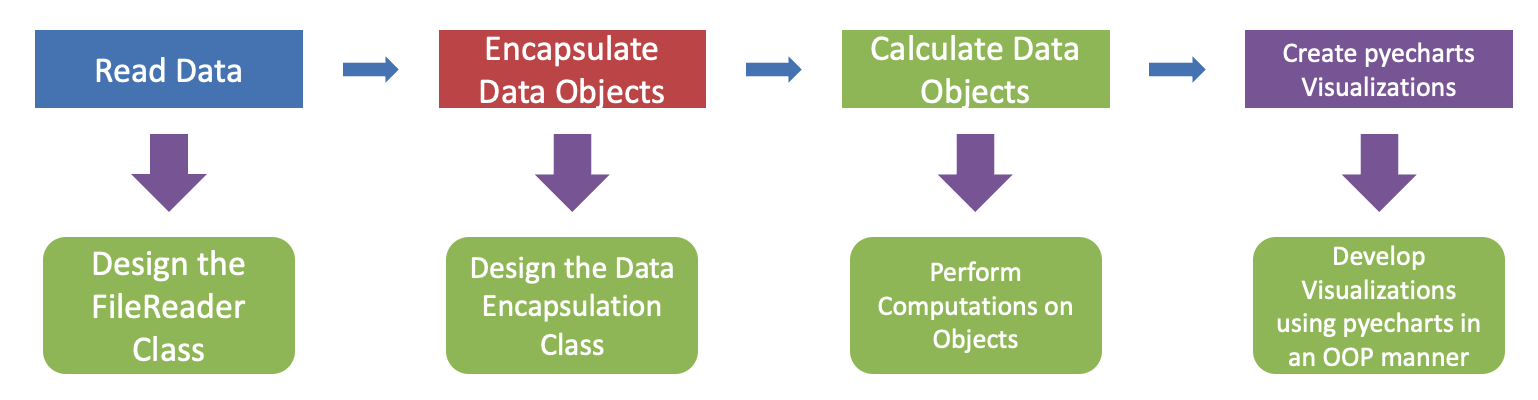 Read Data
Encapsulate
Data Objects
Calculate Data
Objects
Create pyecharts
Visualizations
Design the
FileReader
Class
Design the Data
Encapsulation
Class
Perform
Computations on
Objects
Develop
Visualizations
using pyecharts in
an OOP manner